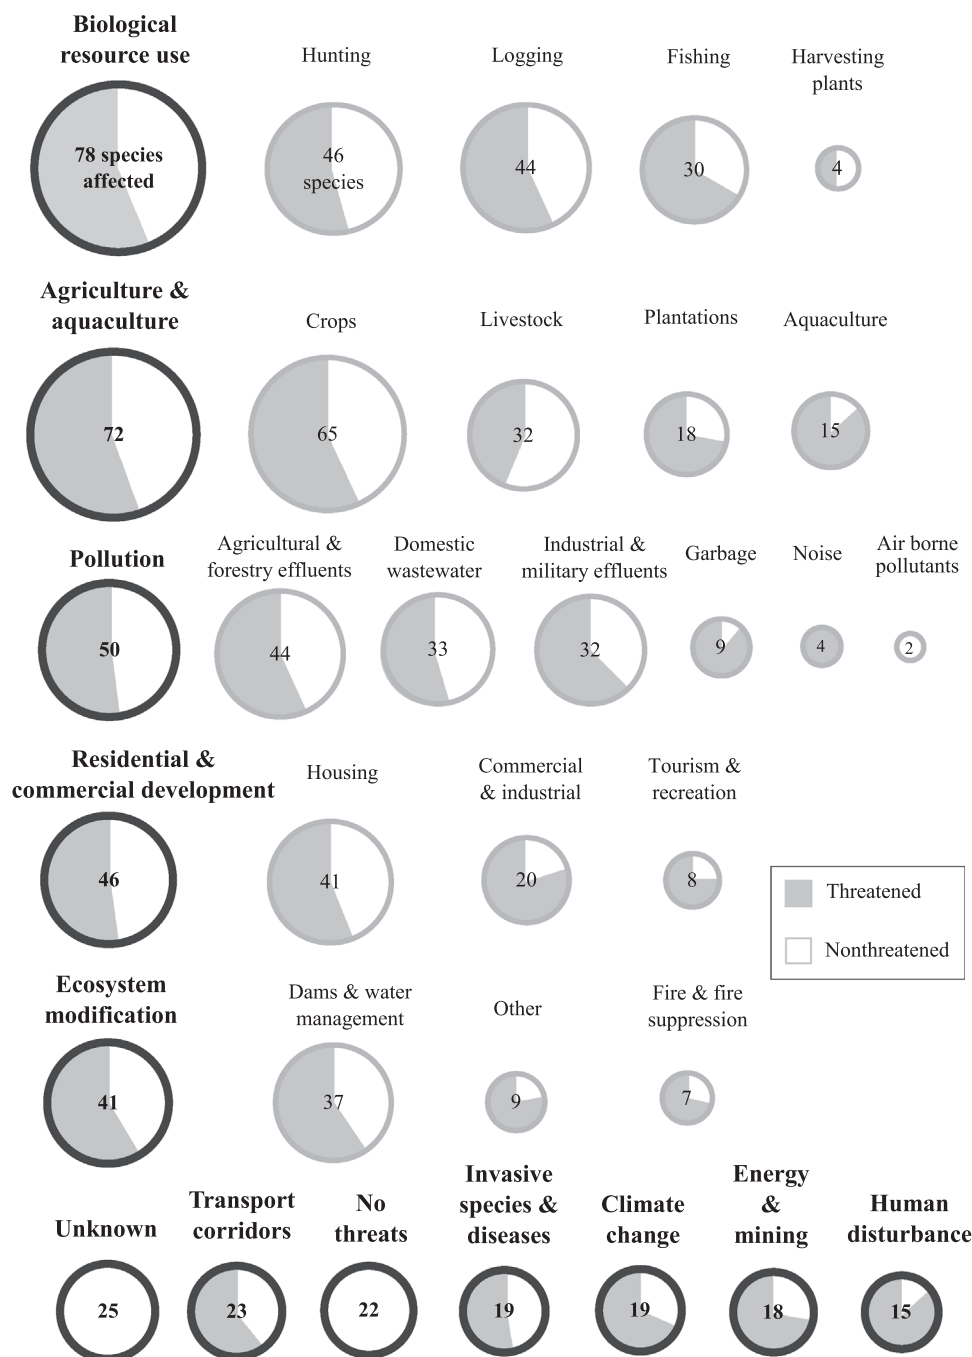 Biological
resource use
Hunting
Logging
Fishing
Harvesting
plants
78 species
affected
46
species
44
30
4
Agriculture &
aquaculture
Crops
Livestock
Plantations
Aquaculture
72
65
32
18
15
Pollution
Agricultural &
forestry effluents
Domestic
wastewater
Industrial &
military effluents
Garbage
Noise
Air borne
pollutants
50
44
33
32
9
4
2
Residential &
commercial development
Housing
Commercial
& industrial
Tourism &
recreation
46
41
20
8
Threatened
Nonthreatened
Ecosystem
modification
Dams & water
management
Other
Fire & fire
suppression
41
37
9
7
Unknown
Transport
corridors
No
threats
Invasive
species &
diseases
Climate
change
Energy
&
mining
Human
disturbance
25
23
22
19
19
18
15